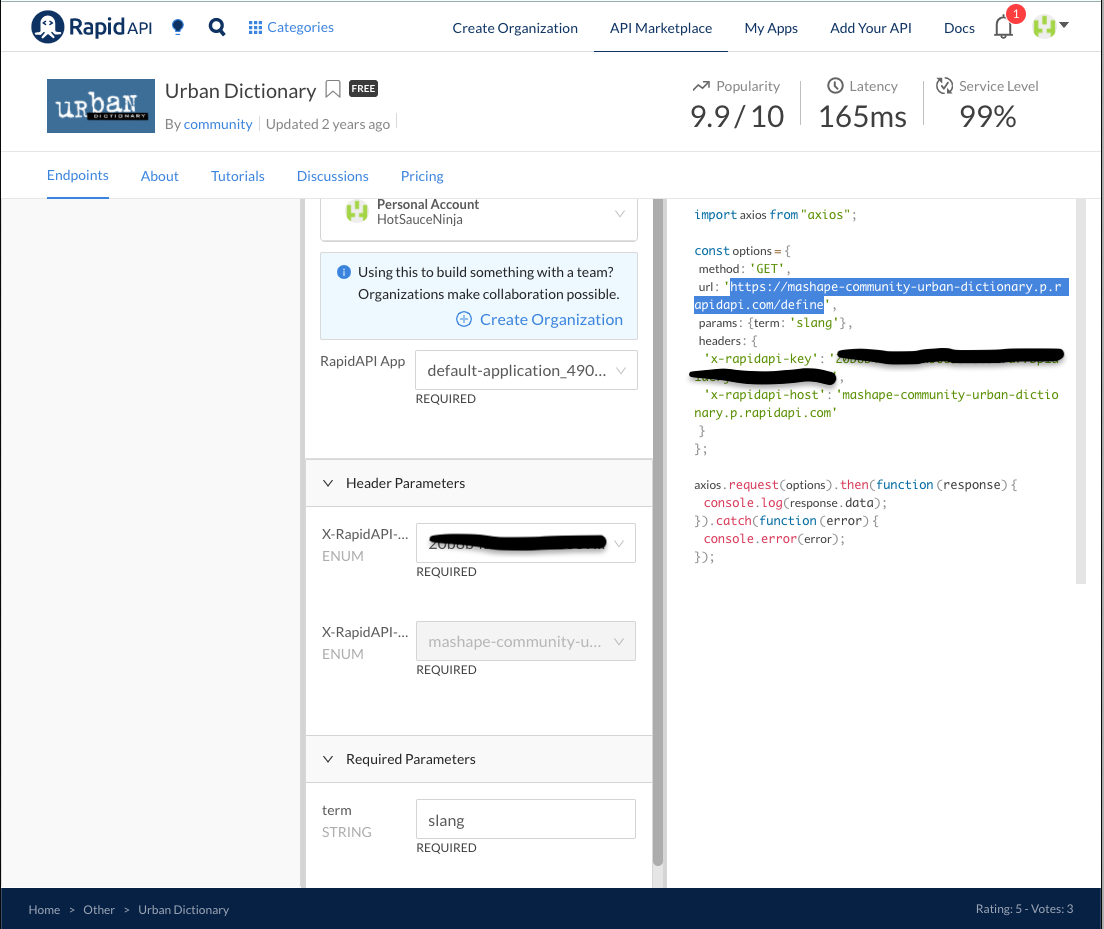 RapidAPI
Categories
Create Organization
API Marketplace
My Apps
Add Your API
Docs
1
urban
DICTIONARY
Urban Dictionary
FREE
By community
Updated 2 years ago
Popularity
9.9 / 10
Latency
165ms
Service Level
99%
Endpoints
About
Tutorials
Discussions
Pricing
Personal Account
HotSauceNinja
Using this to build something with a team?
Organizations make collaboration possible.
Create Organization
RapidAPI App
default-application_490...
REQUIRED
Header Parameters
X-RapidAPI-...
ENUM
REQUIRED
X-RapidAPI-...
ENUM
mashape-community-u...
REQUIRED
Required Parameters
term
STRING
slang
REQUIRED
import axios from "axios";
const options = {
method: 'GET',
url: 'https://mashape-community-urban-dictionary.p.r
apidapi.com/define',
params: {term: 'slang'},
headers: {
'x-rapidapi-key': '
',
'x-rapidapi-host': 'mashape-community-urban-dictio
nary.p.rapidapi.com'
}
};
axios.request(options).then(function (response) {
console.log(response.data);
}).catch(function (error) {
console.error(error);
});
Home > Other > Urban Dictionary
Rating: 5 - Votes: 3